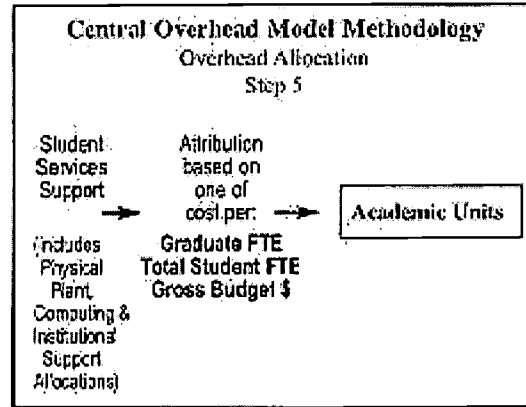 Central Overhead Model Methodology
Overhead Allocation
Step 5
Student
Services
Support
(includes
Physical
Plant,
Computing &
Institutional
Support
Allocations)
Attribution
based on
one of
cost per:
Graduate FTE
Total Student FTE
Gross Budget $
Academic Units